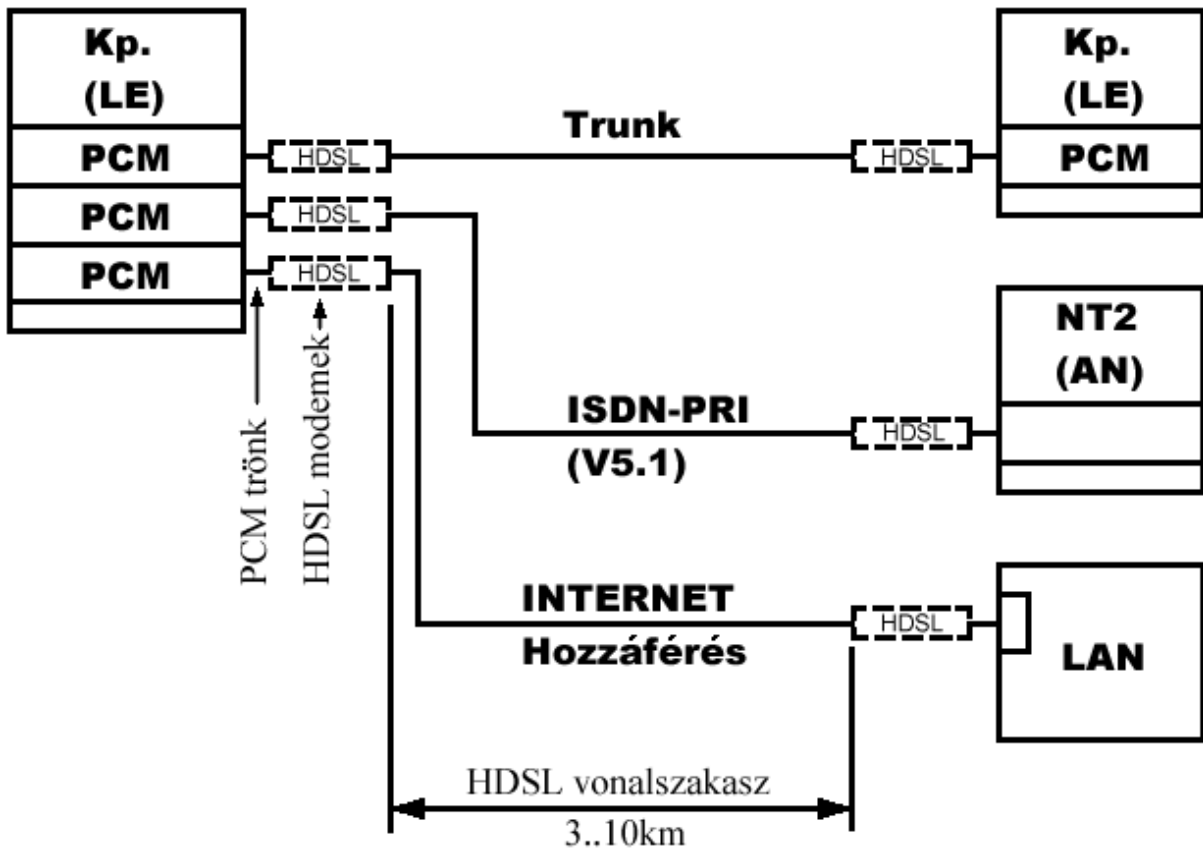 Kp.
(LE)
PCM
PCM
PCM
HDSL
HDSL
HDSL
Trunk
HDSL
Kp.
(LE)
PCM
PCM trönk
HDSL modemek
ISDN-PRI
(V5.1)
HDSL
NT2
(AN)
INTERNET
Hozzáférés
HDSL
LAN
HDSL vonalszakasz
3..10km